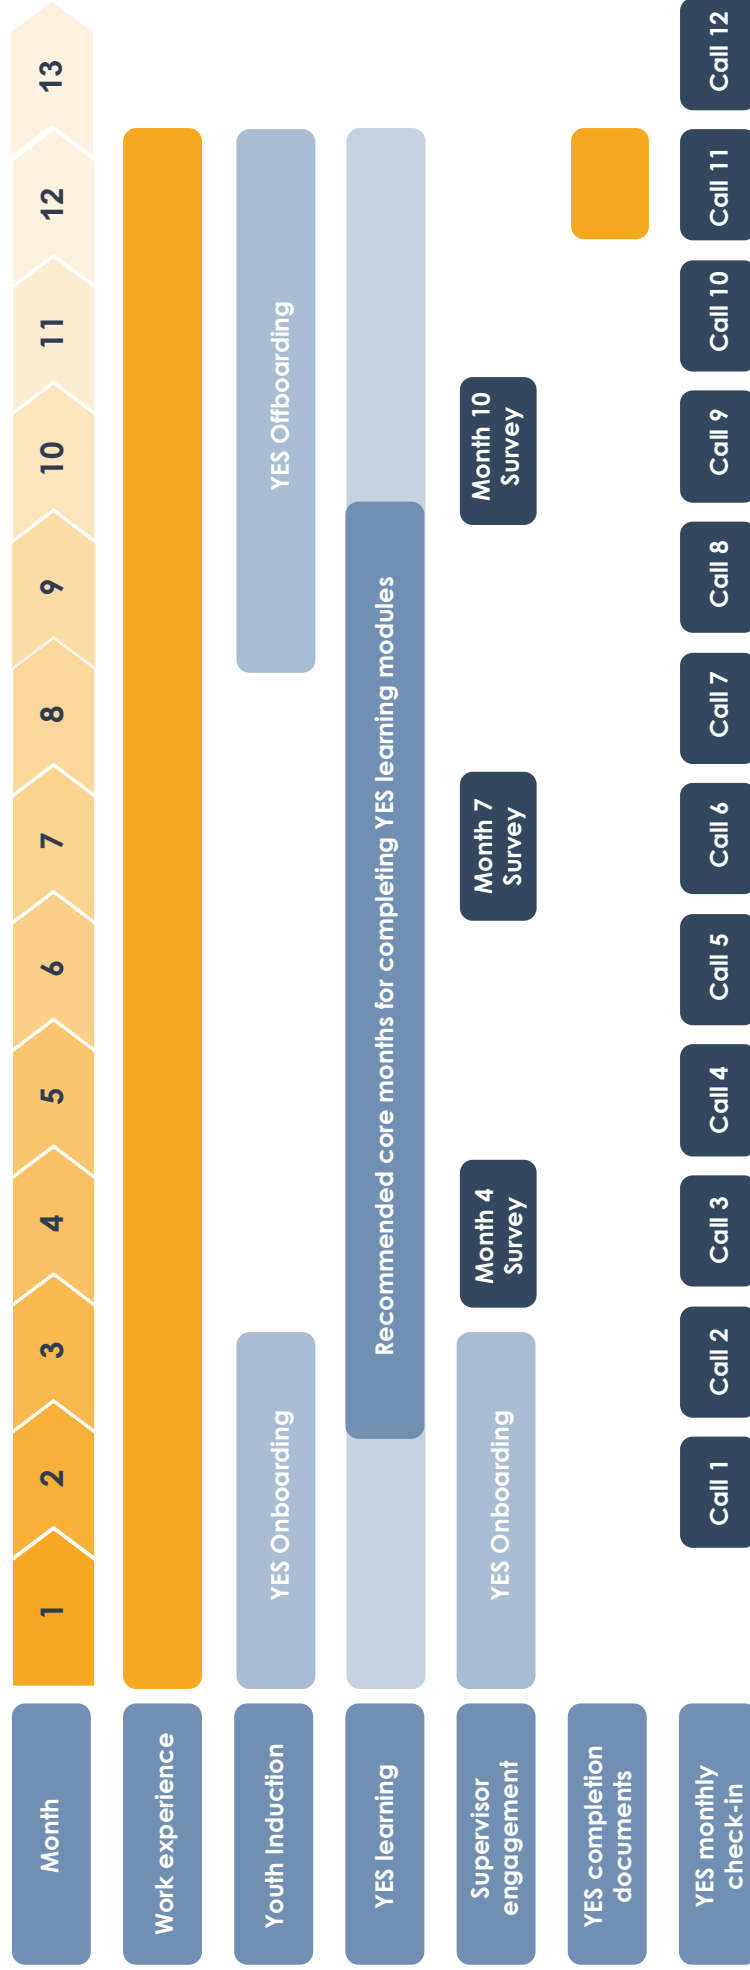 Month
1
2
3
4
5
6
7
8
9
10
11
12
13
Work experience
Youth Induction
YES Onboarding
YES Offboarding
YES learning
Recommended core months for completing YES learning modules
Supervisor
engagement
YES Onboarding
Month 4
Survey
Month 7
Survey
Month 10
Survey
YES completion
documents
YES monthly
check-in
Call 1
Call 2
Call 3
Call 4
Call 5
Call 6
Call 7
Call 8
Call 9
Call 10
Call 11
Call 12